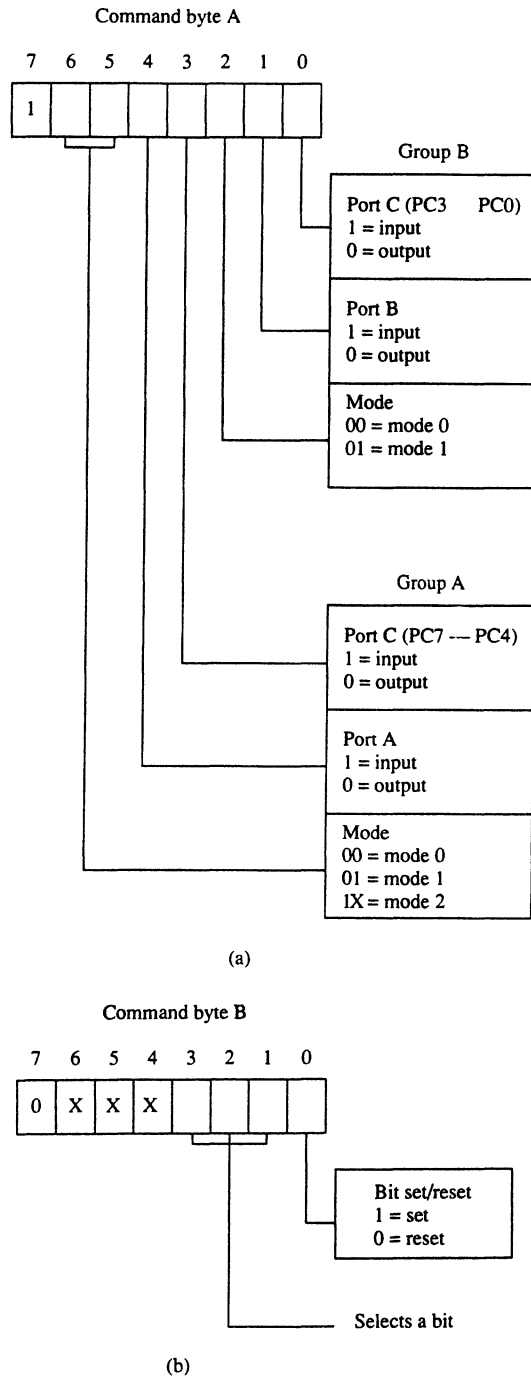 Command byte A
7 6 5 4 3 2 1 0
1
Group B
Port C (PC3 PC0)
1 = input
0 = output
Port B
1 = input
0 = output
Mode
00 = mode 0
01 = mode 1
Group A
Port C (PC7 --- PC4)
1 = input
0 = output
Port A
1 = input
0 = output
Mode
00 = mode 0
01 = mode 1
1X = mode 2
(a)
Command byte B
7 6 5 4 3 2 1 0
0 X X X
Bit set/reset
1 = set
0 = reset
Selects a bit
(b)